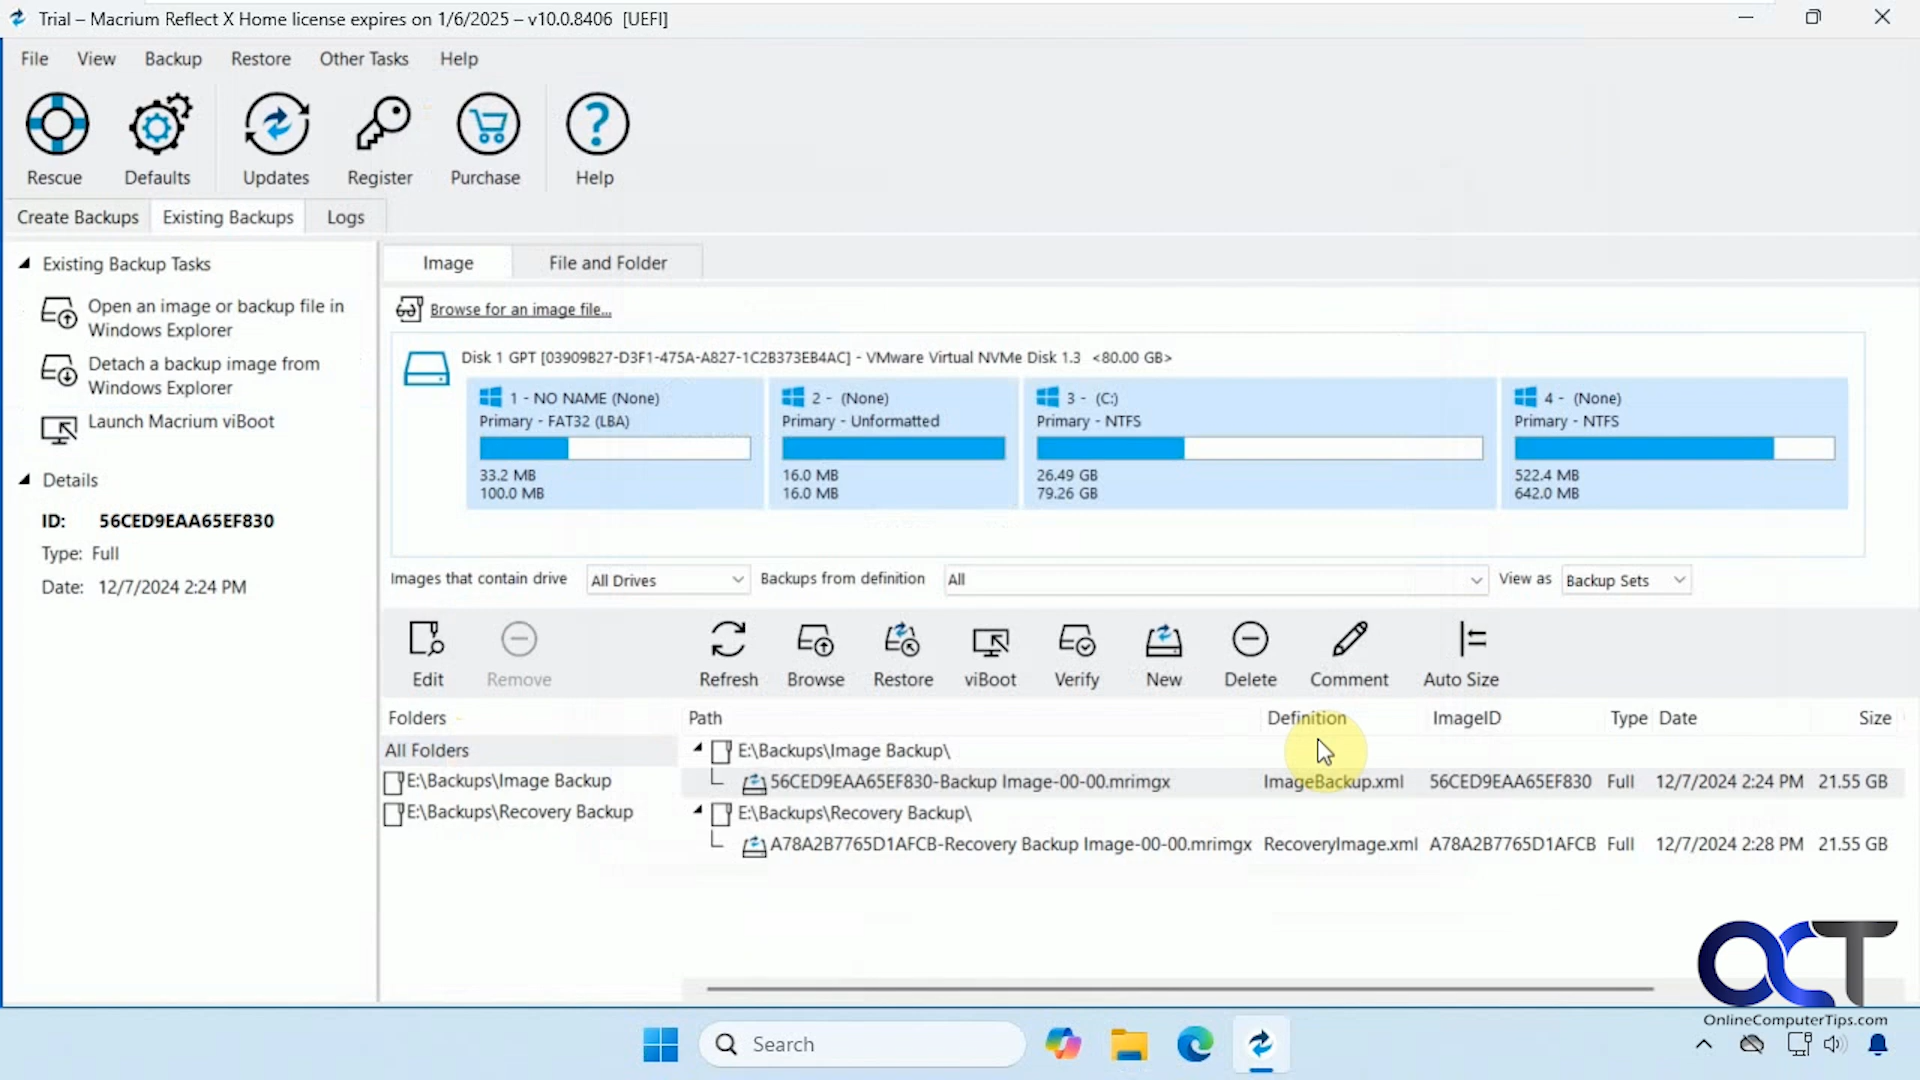 Trial – Macrium Reflect X Home license expires on 1/6/2025 – v10.0.8406 [UEFI]
File View Backup Restore Other Tasks Help
Rescue Defaults Updates Register Purchase Help
Create Backups Existing Backups Logs
Existing Backup Tasks
Open an image or backup file in
Windows Explorer
Detach a backup image from
Windows Explorer
Launch Macrium viBoot
Details
ID: 56CED9EAA65EF830
Type: Full
Date: 12/7/2024 2:24 PM
Image File and Folder
Browse for an image file...
Disk 1 GPT [03909B27-D3F1-475A-A827-1C2B373EB4AC] - VMware Virtual NVMe Disk 1.3 <80.00 GB>
1 - NO NAME (None)
Primary - FAT32 (LBA)
33.2 MB
100.0 MB
2 - (None)
Primary - Unformatted
16.0 MB
16.0 MB
3 - (C:)
Primary - NTFS
26.49 GB
79.26 GB
4 - (None)
Primary - NTFS
522.4 MB
642.0 MB
Images that contain drive All Drives Backups from definition All View as Backup Sets
Edit Remove Refresh Browse Restore viBoot Verify New Delete Comment Auto Size
Folders
All Folders
E:\Backups\Image Backup
E:\Backups\Recovery Backup
Path Definition ImageID Type Date Size
E:\Backups\Image Backup\
56CED9EAA65EF830-Backup Image-00-00.mrimgx ImageBackup.xml 56CED9EAA65EF830 Full 12/7/2024 2:24 PM 21.55 GB
E:\Backups\Recovery Backup\
A78A2B7765D1AFCB-Recovery Backup Image-00-00.mrimgx RecoveryImage.xml A78A2B7765D1AFCB Full 12/7/2024 2:28 PM 21.55 GB
OCT
OnlineComputerTips.com
Search